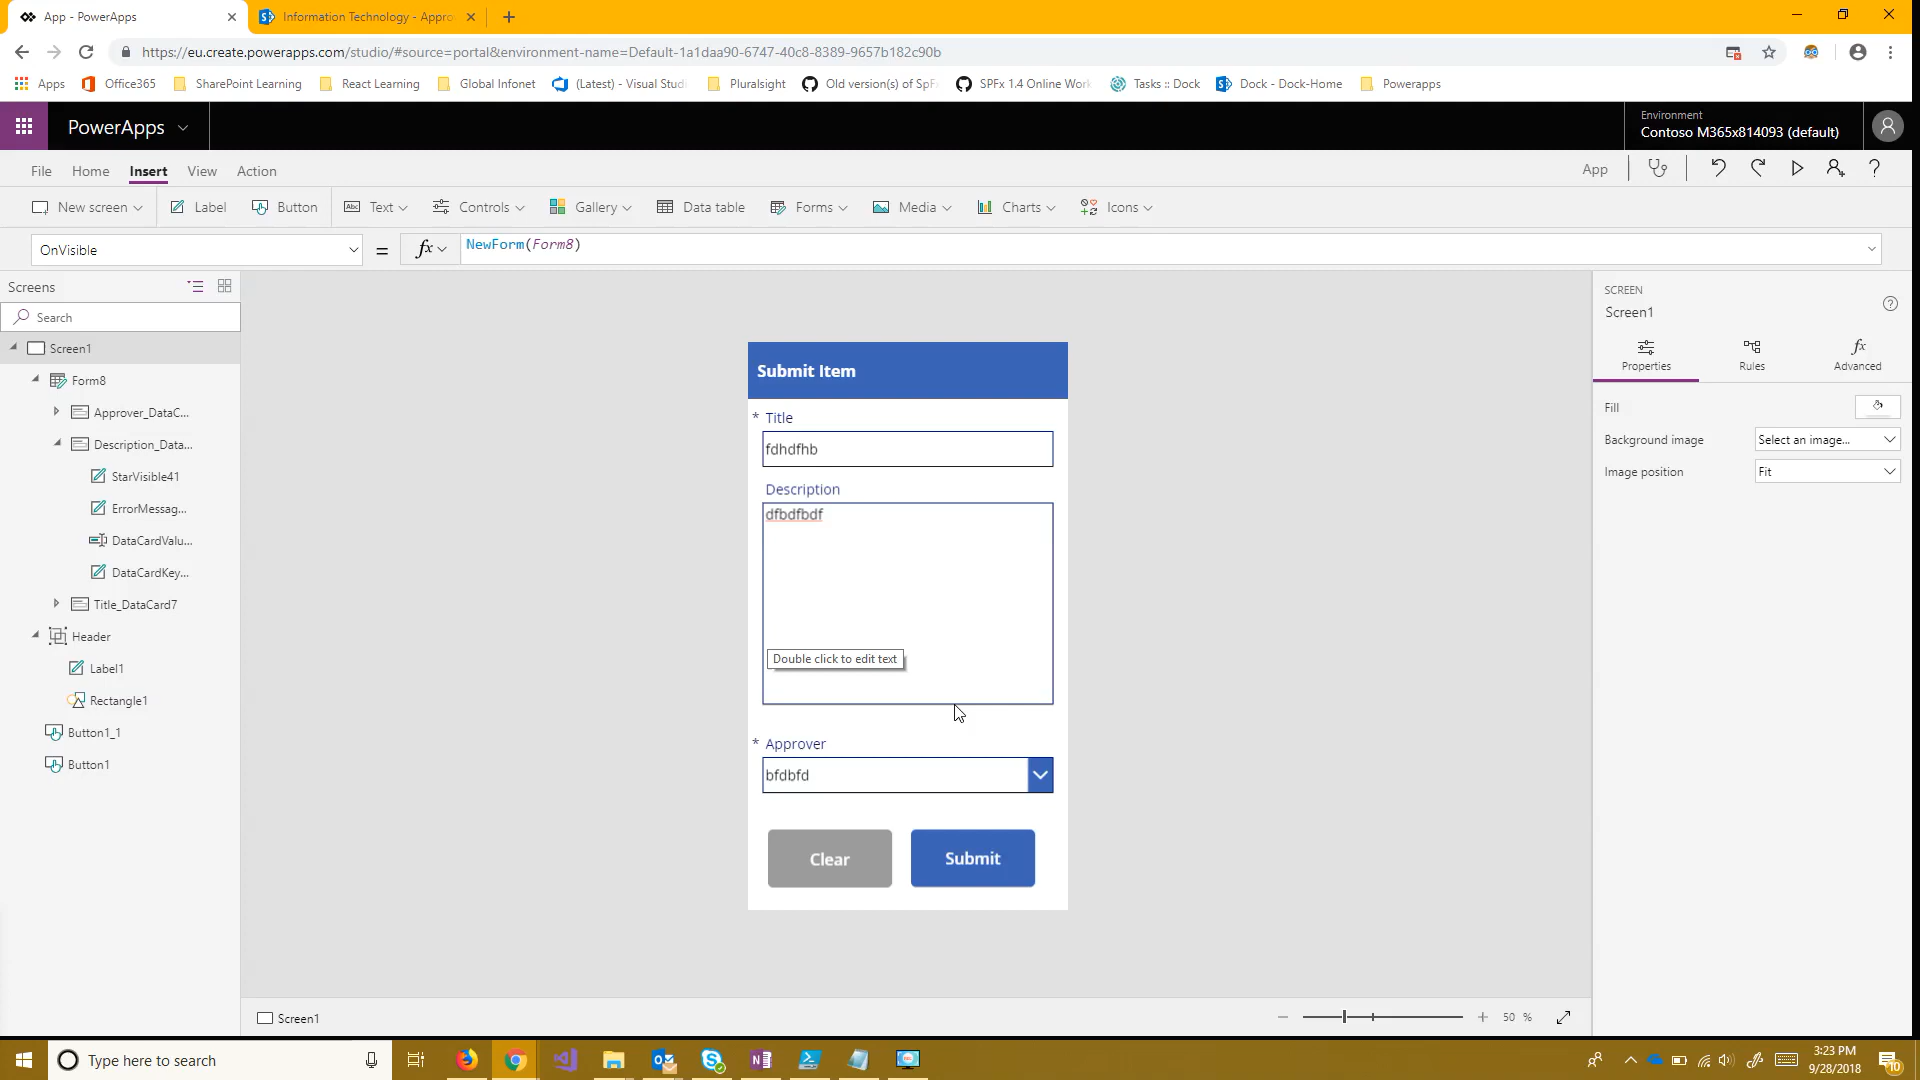 App - PowerApps
Information Technology - Appro
https://eu.create.powerapps.com/studio/#source=portal&environment-name=Default-1a1daa90-6747-40c8-8389-9657b182c90b
Apps
Office365
SharePoint Learning
React Learning
Global Infonet
(Latest) - Visual Studi
Pluralsight
Old version(s) of SpF
SPFx 1.4 Online Work
Tasks :: Dock
Dock - Dock-Home
Powerapps
PowerApps
Environment
Contoso M365x814093 (default)
File
Home
Insert
View
Action
App
New screen
Label
Button
Text
Controls
Gallery
Data table
Forms
Media
Charts
Icons
OnVisible
=
fx
NewForm(Form8)
Screens
Search
Screen1
Form8
Approver_DataC...
Description_Data...
StarVisible41
ErrorMessag...
DataCardValu...
DataCardKey...
Title_DataCard7
Header
Label1
Rectangle1
Button1_1
Button1
Submit Item
* Title
fdhdfhb
Description
dfbdfbdf
Double click to edit text
* Approver
bfdbfd
Clear
Submit
SCREEN
Screen1
Properties
Rules
Advanced
Fill
Background image
Select an image...
Image position
Fit
Screen1
50 %
Type here to search
3:23 PM
9/28/2018
10